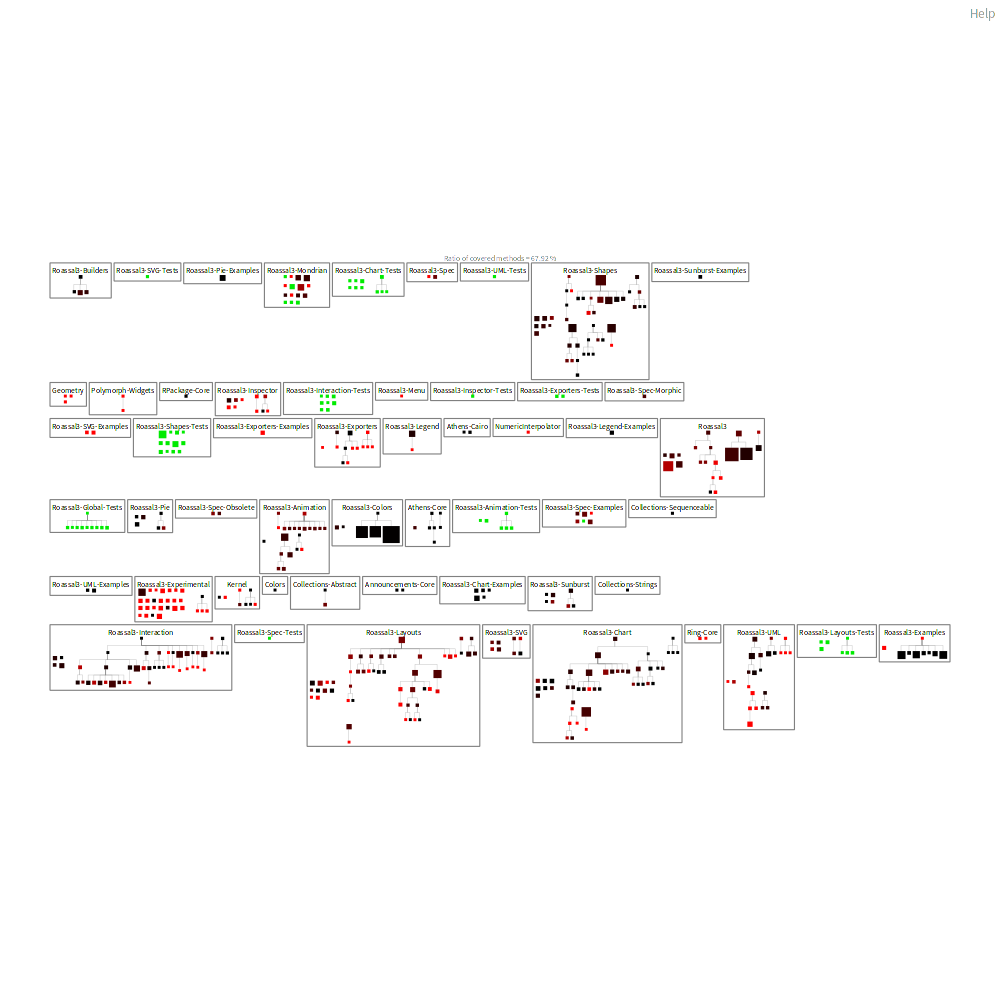 Help
Ratio of covered methods = 67.92 %
Roassal3-Builders
Roassal3-SVG-Tests
Roassal3-Pie-Examples
Roassal3-Mondrian
Roassal3-Chart-Tests
Roassal3-Spec
Roassal3-UML-Tests
Roassal3-Shapes
Roassal3-Sunburst-Examples
Geometry
Polymorph-Widgets
RPackage-Core
Roassal3-Inspector
Roassal3-Interaction-Tests
Roassal3-Menu
Roassal3-Inspector-Tests
Roassal3-Exporters-Tests
Roassal3-Spec-Morphic
Roassal3-SVG-Examples
Roassal3-Shapes-Tests
Roassal3-Exporters-Examples
Roassal3-Exporters
Roassal3-Legend
Athens-Cairo
NumericInterpolator
Roassal3-Legend-Examples
Roassal3
Roassal3-Global-Tests
Roassal3-Pie
Roassal3-Spec-Obsolete
Roassal3-Animation
Roassal3-Colors
Athens-Core
Roassal3-Animation-Tests
Roassal3-Spec-Examples
Collections-Sequenceable
Roassal3-UML-Examples
Roassal3-Experimental
Kernel
Colors
Collections-Abstract
Announcements-Core
Roassal3-Chart-Examples
Roassal3-Sunburst
Collections-Strings
Roassal3-Interaction
Roassal3-Spec-Tests
Roassal3-Layouts
Roassal3-SVG
Roassal3-Chart
Ring-Core
Roassal3-UML
Roassal3-Layouts-Tests
Roassal3-Examples